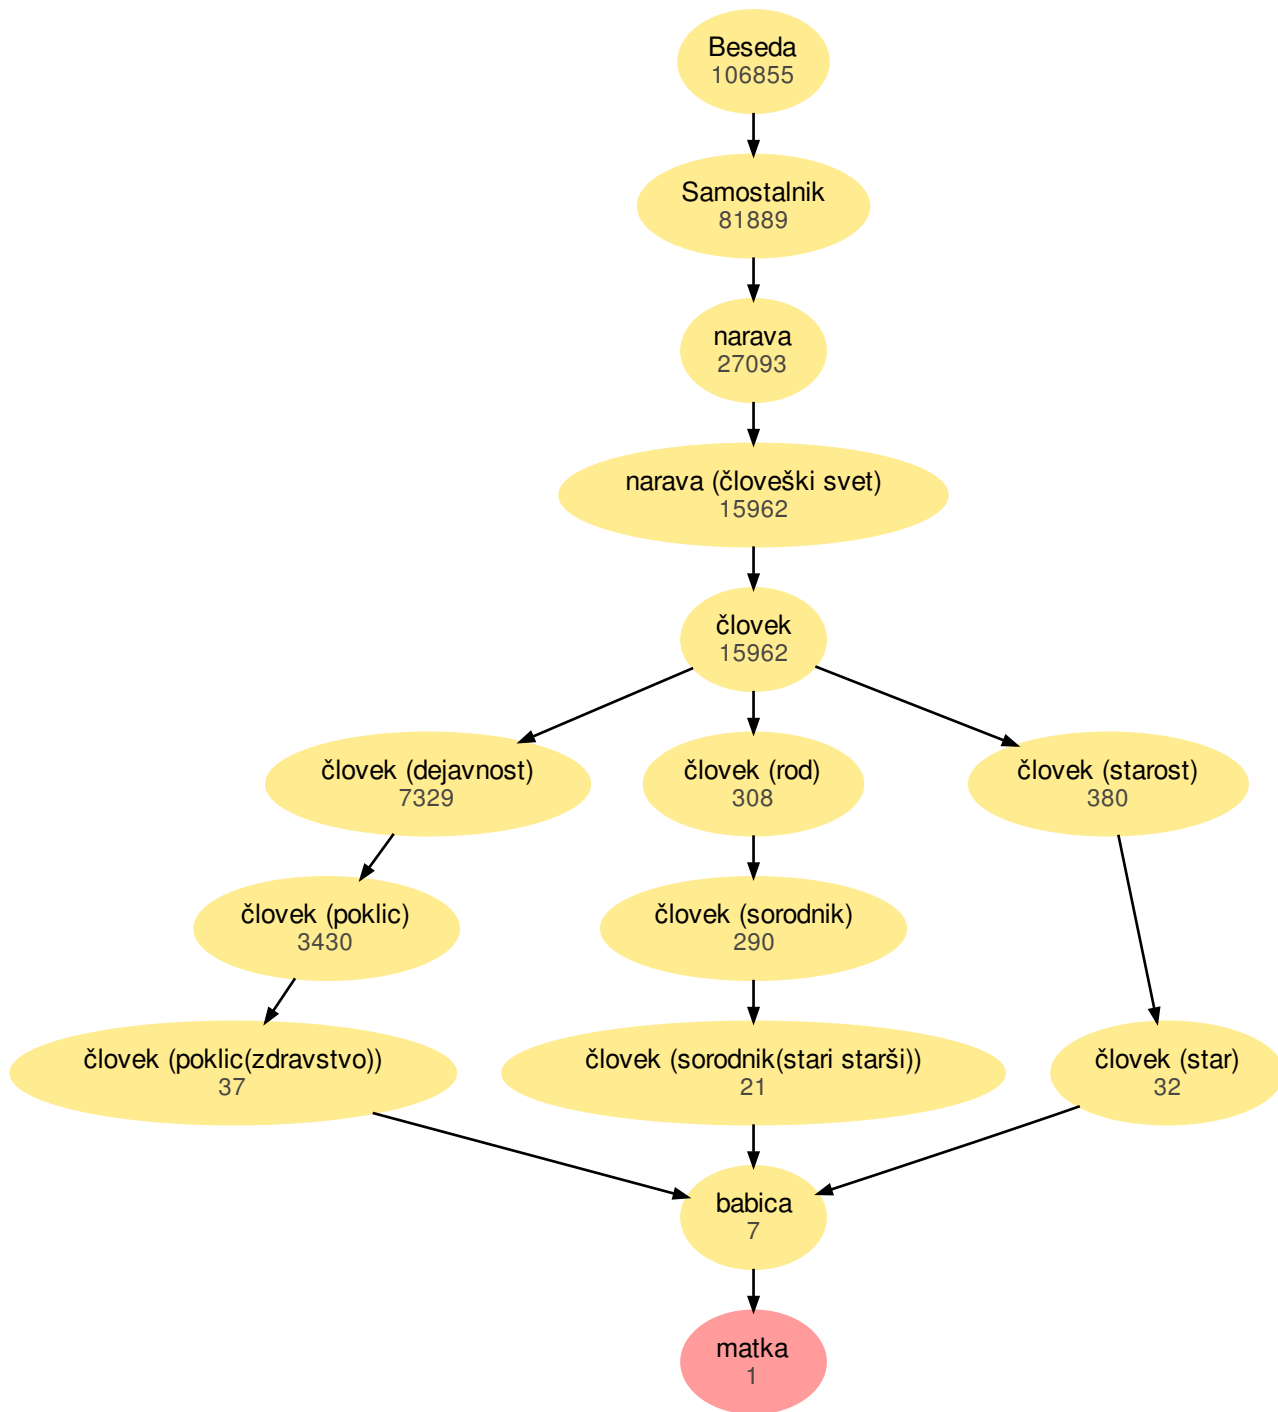 Beseda
106855
Samostalnik
81889
narava
27093
narava (človeški svet)
15962
človek
15962
človek (dejavnost)
7329
človek (rod)
308
človek (starost)
380
človek (poklic)
3430
človek (sorodnik)
290
človek (poklic(zdravstvo))
37
človek (sorodnik(stari starši))
21
človek (star)
32
babica
7
matka
1